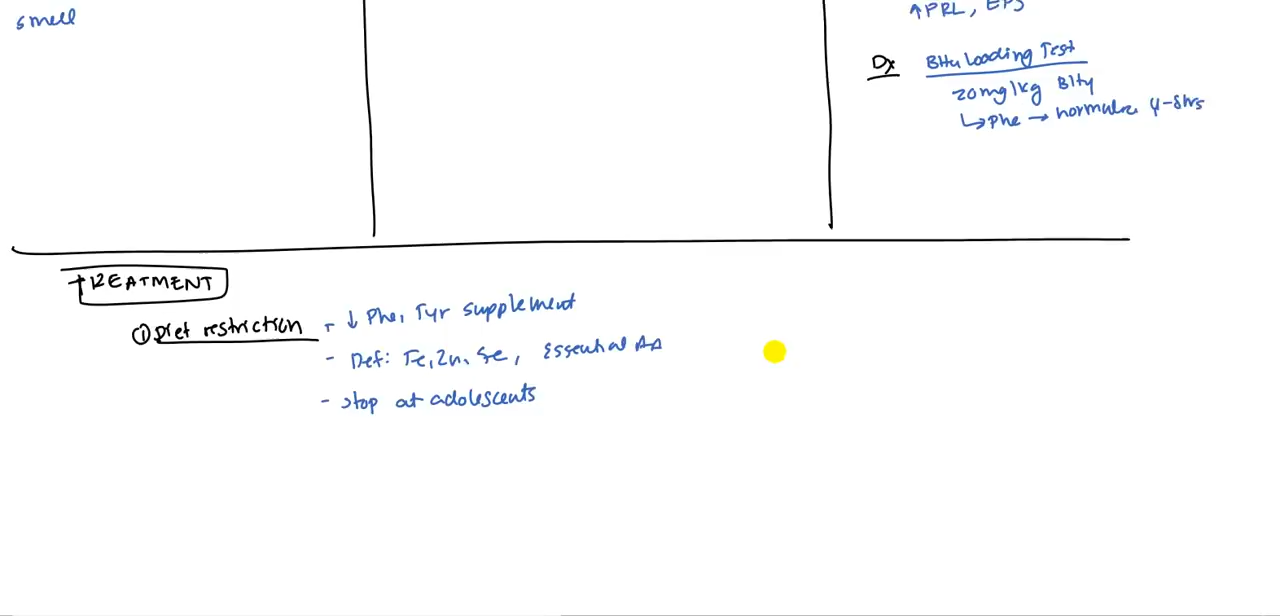 smell
↑PRL, EPS
Dx BH4 Loading Test
20mg/kg BH4
↳Phe → normalize 4-8hrs
TREATMENT
① Diet restriction - ↓ Phe, Tyr supplement
- Def: Fe, Zn, Se, Essential AA
- stop at adolescents